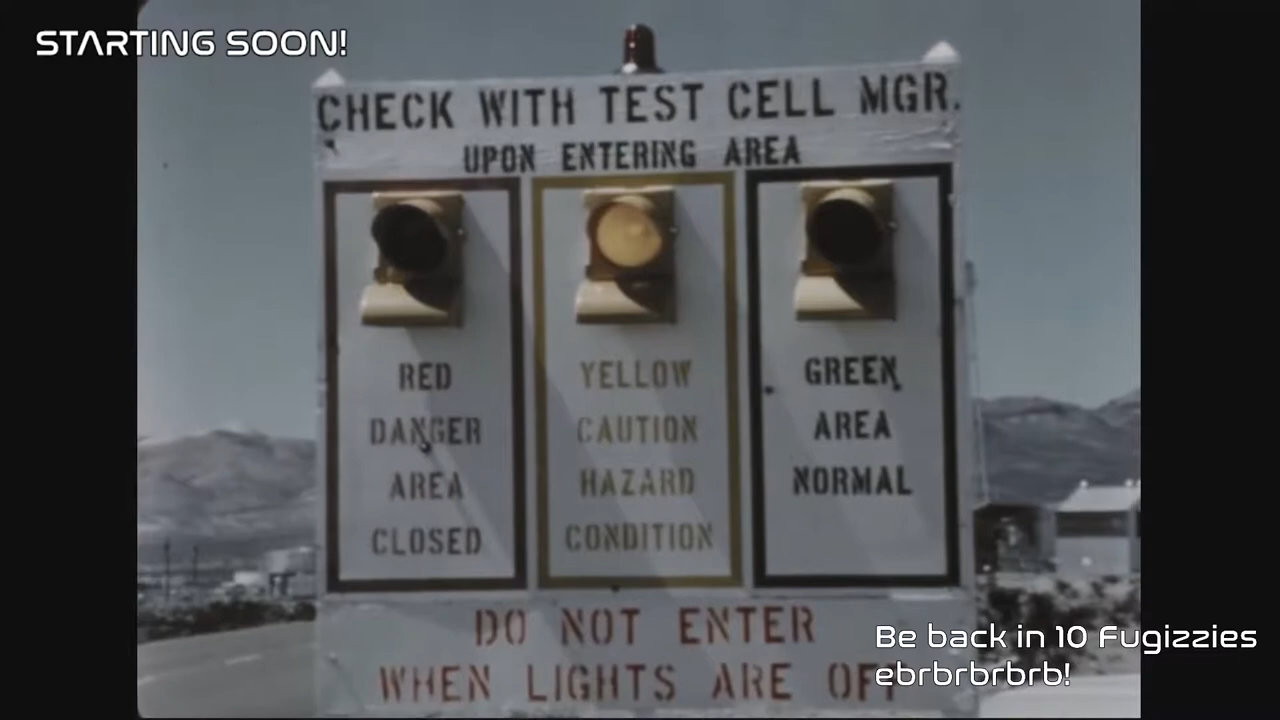 STARTING SOON!
CHECK WITH TEST CELL MGR.
UPON ENTERING AREA
RED
DANGER
AREA
CLOSED
YELLOW
CAUTION
HAZARD
CONDITION
GREEN
AREA
NORMAL
DO NOT ENTER
WHEN LIGHTS ARE OFF
Be back in 10 Fugizzies
ebrbrbrbrb!